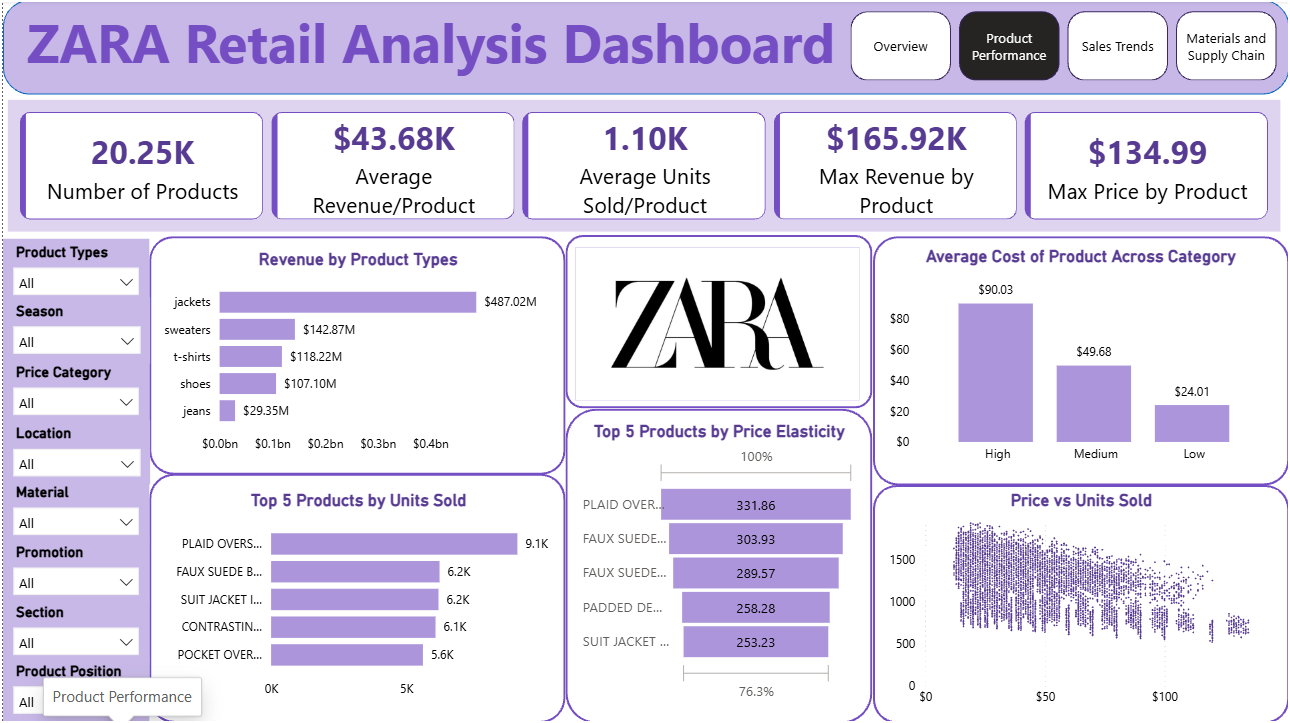 ZARA Retail Analysis Dashboard
Overview
Product
Performance
Sales Trends
Materials and
Supply Chain
20.25K
Number of Products
$43.68K
Average
Revenue/Product
1.10K
Average Units
Sold/Product
$165.92K
Max Revenue by
Product
$134.99
Max Price by Product
Product Types
All
Season
All
Price Category
All
Location
All
Material
All
Promotion
All
Section
All
Product Position
All
Product Performance
Revenue by Product Types
jackets $487.02M
sweaters $142.87M
t-shirts $118.22M
shoes $107.10M
jeans $29.35M
$0.0bn $0.1bn $0.2bn $0.3bn $0.4bn
Top 5 Products by Units Sold
PLAID OVERS... 9.1K
FAUX SUEDE B... 6.2K
SUIT JACKET I... 6.2K
CONTRASTIN... 6.1K
POCKET OVER... 5.6K
0K 5K
ZARA
Top 5 Products by Price Elasticity
100%
PLAID OVER... 331.86
FAUX SUEDE... 303.93
FAUX SUEDE... 289.57
PADDED DE... 258.28
SUIT JACKET ... 253.23
76.3%
Average Cost of Product Across Category
$90.03
$80
$60
$49.68
$40
$24.01
$20
$0
High Medium Low
Price vs Units Sold
1500
1000
500
0
$0 $50 $100